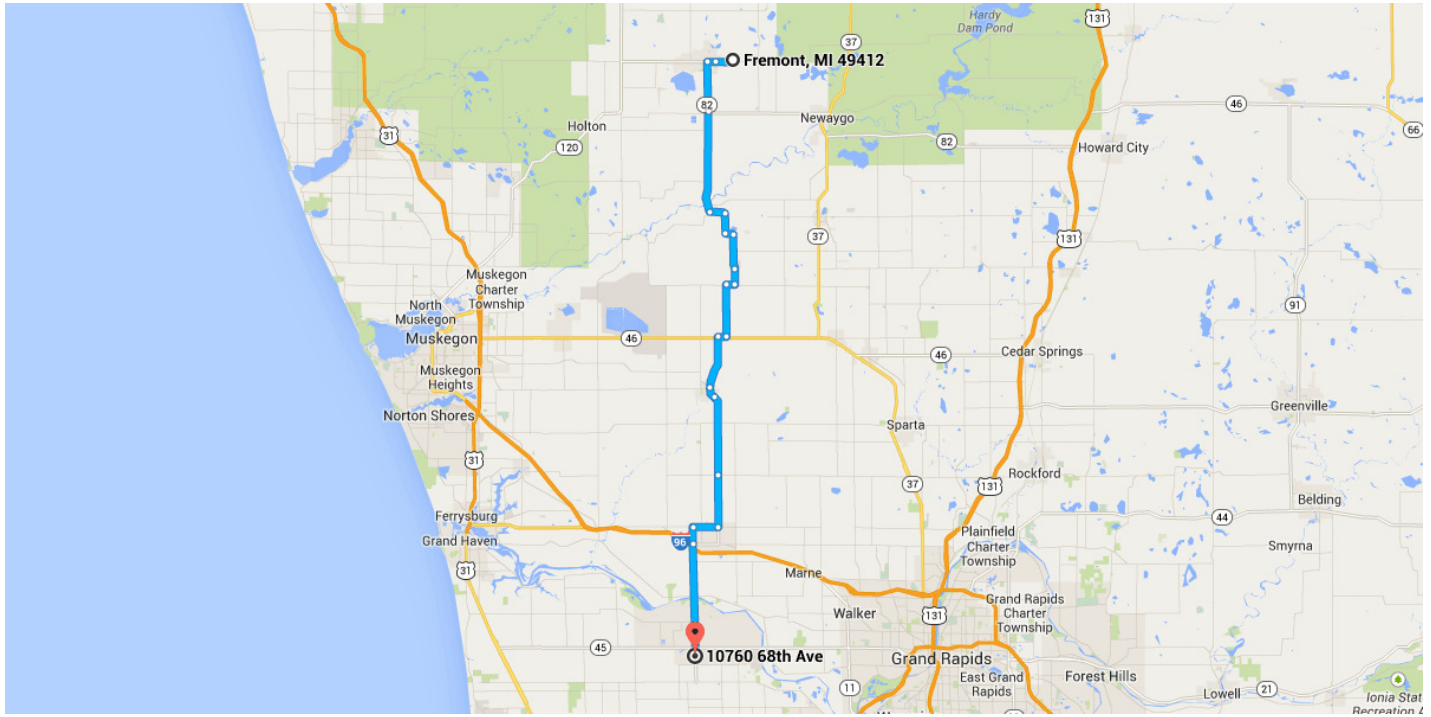 Hardy
Dam Pond
131
37
Fremont, MI 49412
82
46
Newaygo
Holton
31
66
82
120
Howard City
37
131
Muskegon
Charter
Township
North
Muskegon
91
Muskegon
46
46
Cedar Springs
Muskegon
Heights
Norton Shores
Greenville
Sparta
31
Rockford
37
131
Belding
Ferrysburg
44
Plainfield
Charter
Township
Grand Haven
96
Smyrna
31
Marne
Grand Rapids
Charter
Township
Walker
131
45
10760 68th Ave
Grand Rapids
East Grand
Rapids
Forest Hills
11
Lowell
21
Ionia Stat
Recreation A